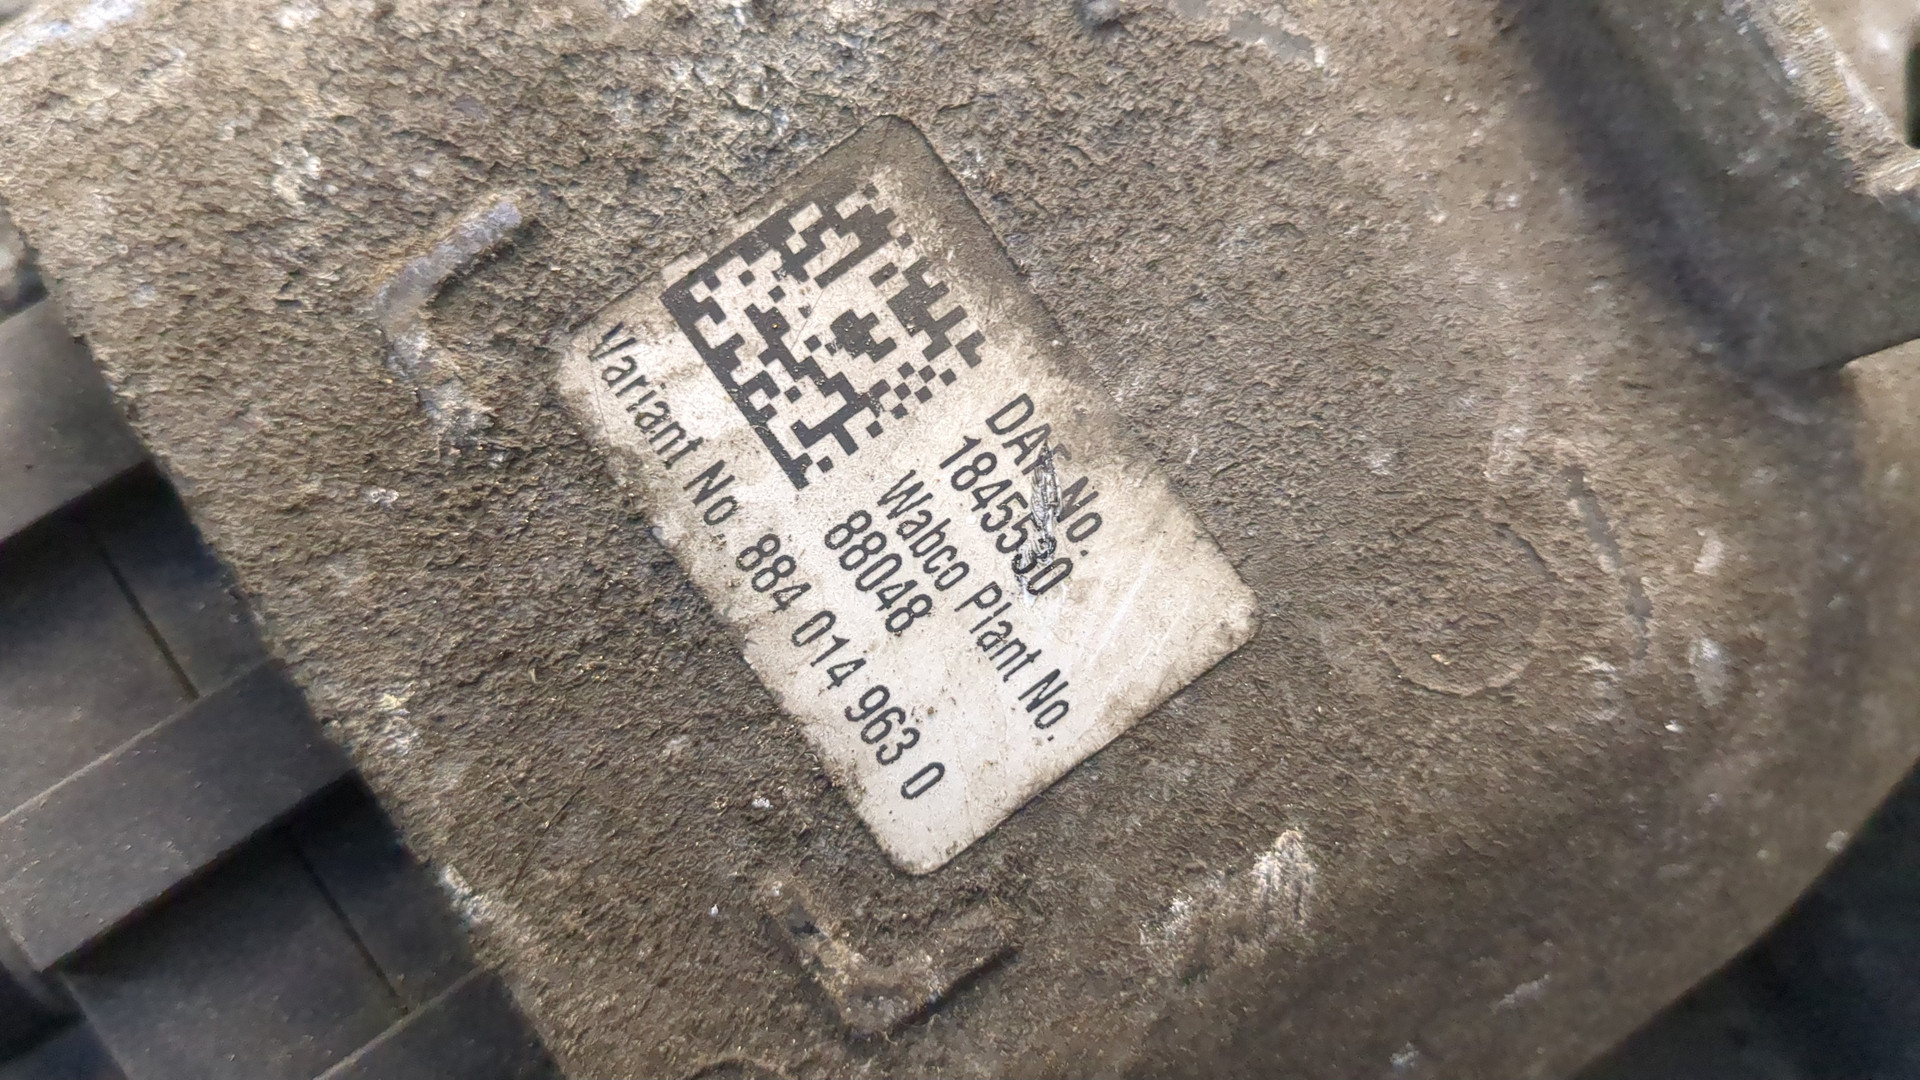 DAF No.
1845530
Wabco Plant No.
88048
Variant No. 884 014 963 0